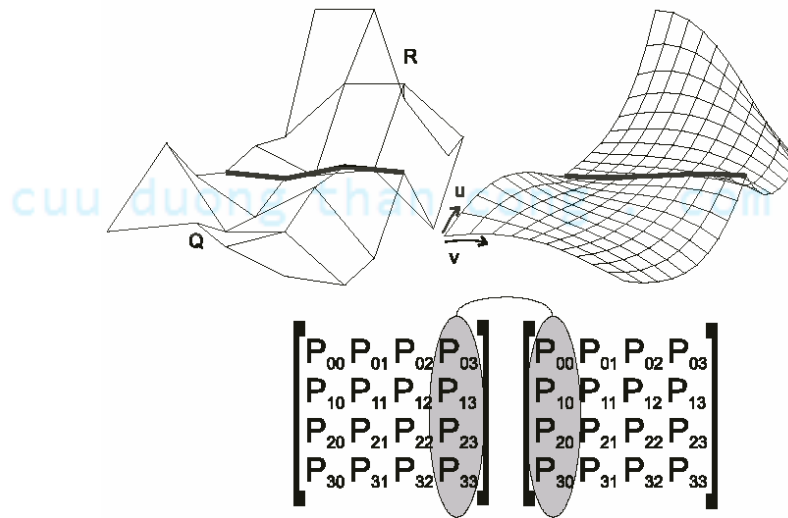 R
cuu duong than cong . com
u
Q
v
P00 P01 P02 P03 P00 P01 P02 P03
P10 P11 P12 P13 P10 P11 P12 P13
P20 P21 P22 P23 P20 P21 P22 P23
P30 P31 P32 P33 P30 P31 P32 P33